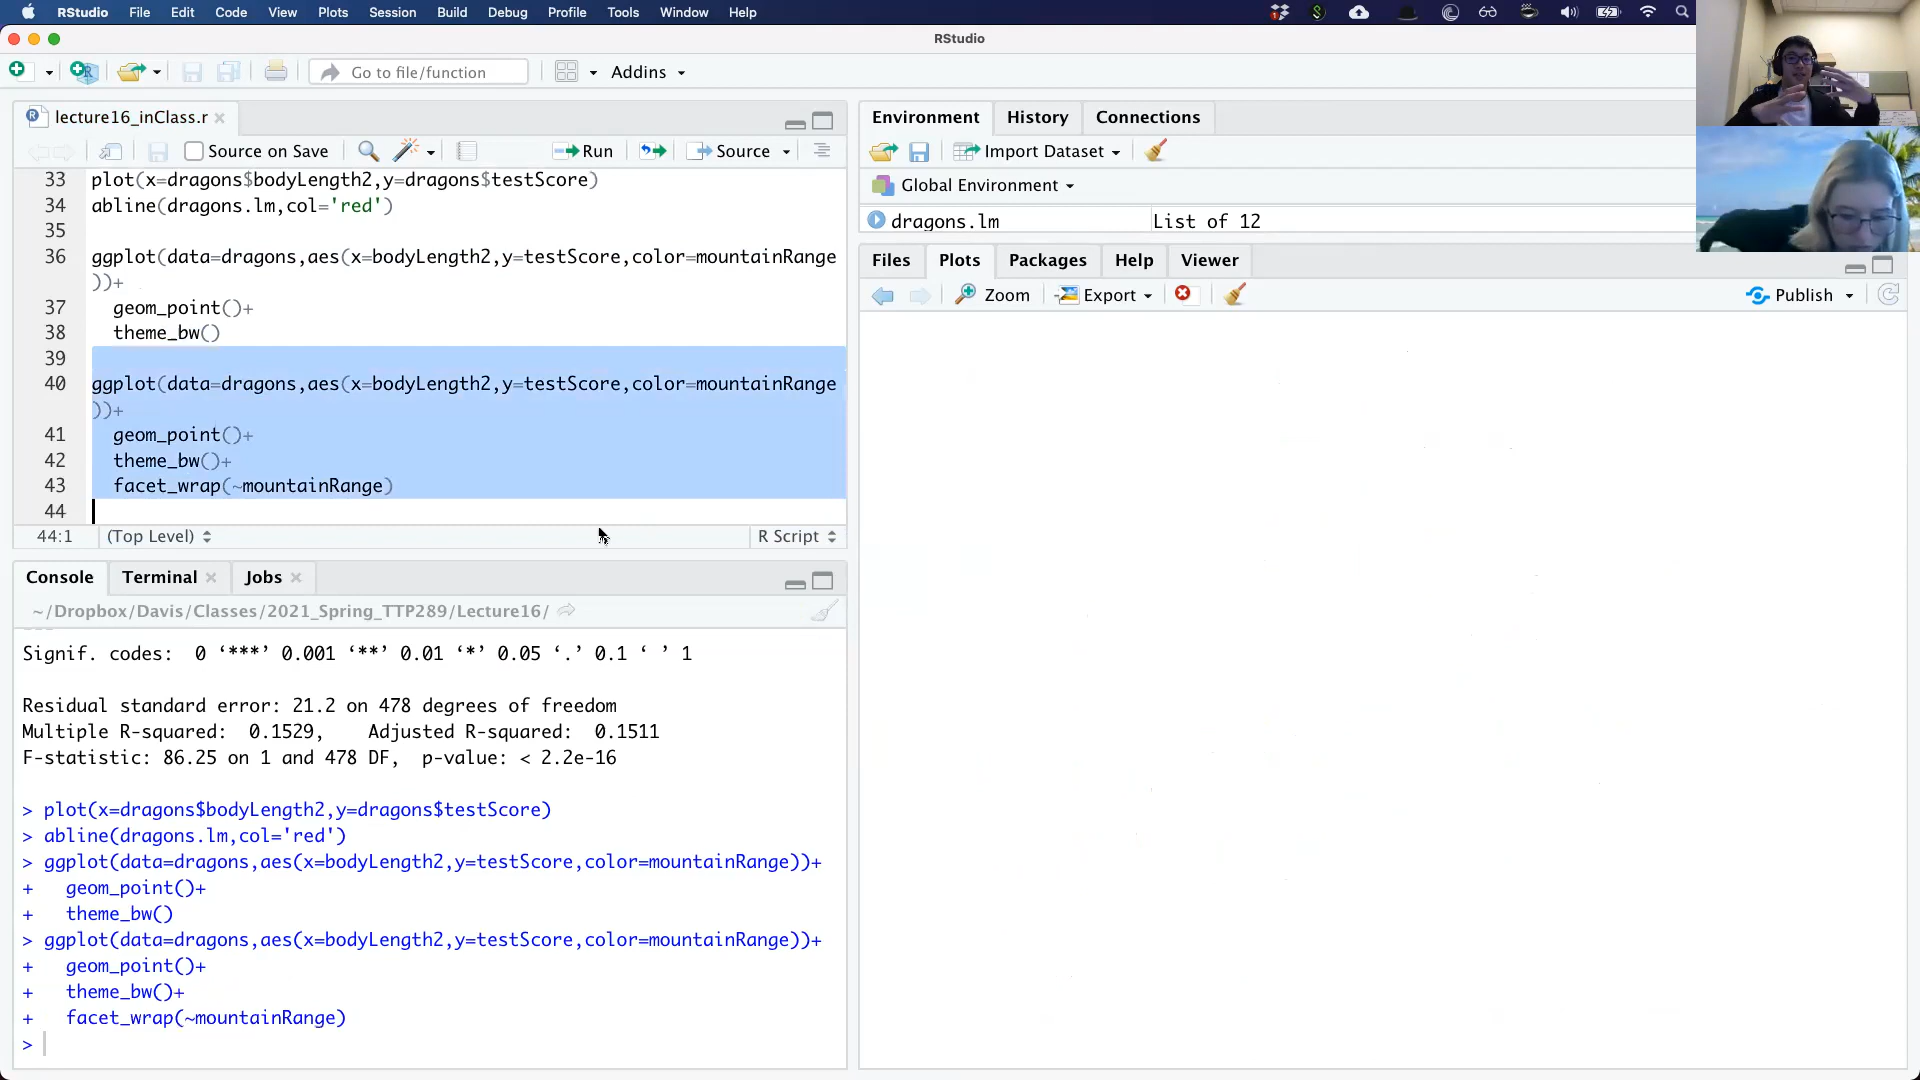 RStudio File Edit Code View Plots Session Build Debug Profile Tools Window Help
RStudio
Go to file/function Addins
lecture16_inClass.r
Source on Save Run Source
33 plot(x=dragons$bodyLength2,y=dragons$testScore)
34 abline(dragons.lm,col='red')
35
36 ggplot(data=dragons,aes(x=bodyLength2,y=testScore,color=mountainRange
))+
37 geom_point()+
38 theme_bw()
39
40 ggplot(data=dragons,aes(x=bodyLength2,y=testScore,color=mountainRange
))+
41 geom_point()+
42 theme_bw()+
43 facet_wrap(~mountainRange)
44
44:1 (Top Level) R Script
Console Terminal Jobs
~/Dropbox/Davis/Classes/2021_Spring_TTP289/Lecture16/
---
Signif. codes:  0 ‘***’ 0.001 ‘**’ 0.01 ‘*’ 0.05 ‘.’ 0.1 ‘ ’ 1
Residual standard error: 21.2 on 478 degrees of freedom
Multiple R-squared:  0.1529,	Adjusted R-squared:  0.1511
F-statistic: 86.25 on 1 and 478 DF,  p-value: < 2.2e-16
> plot(x=dragons$bodyLength2,y=dragons$testScore)
> abline(dragons.lm,col='red')
> ggplot(data=dragons,aes(x=bodyLength2,y=testScore,color=mountainRange))+
+ geom_point()+
+ theme_bw()
> ggplot(data=dragons,aes(x=bodyLength2,y=testScore,color=mountainRange))+
+ geom_point()+
+ theme_bw()+
+ facet_wrap(~mountainRange)
>
Environment History Connections
Import Dataset
Global Environment
dragons.lm List of 12
Files Plots Packages Help Viewer
Zoom Export Publish